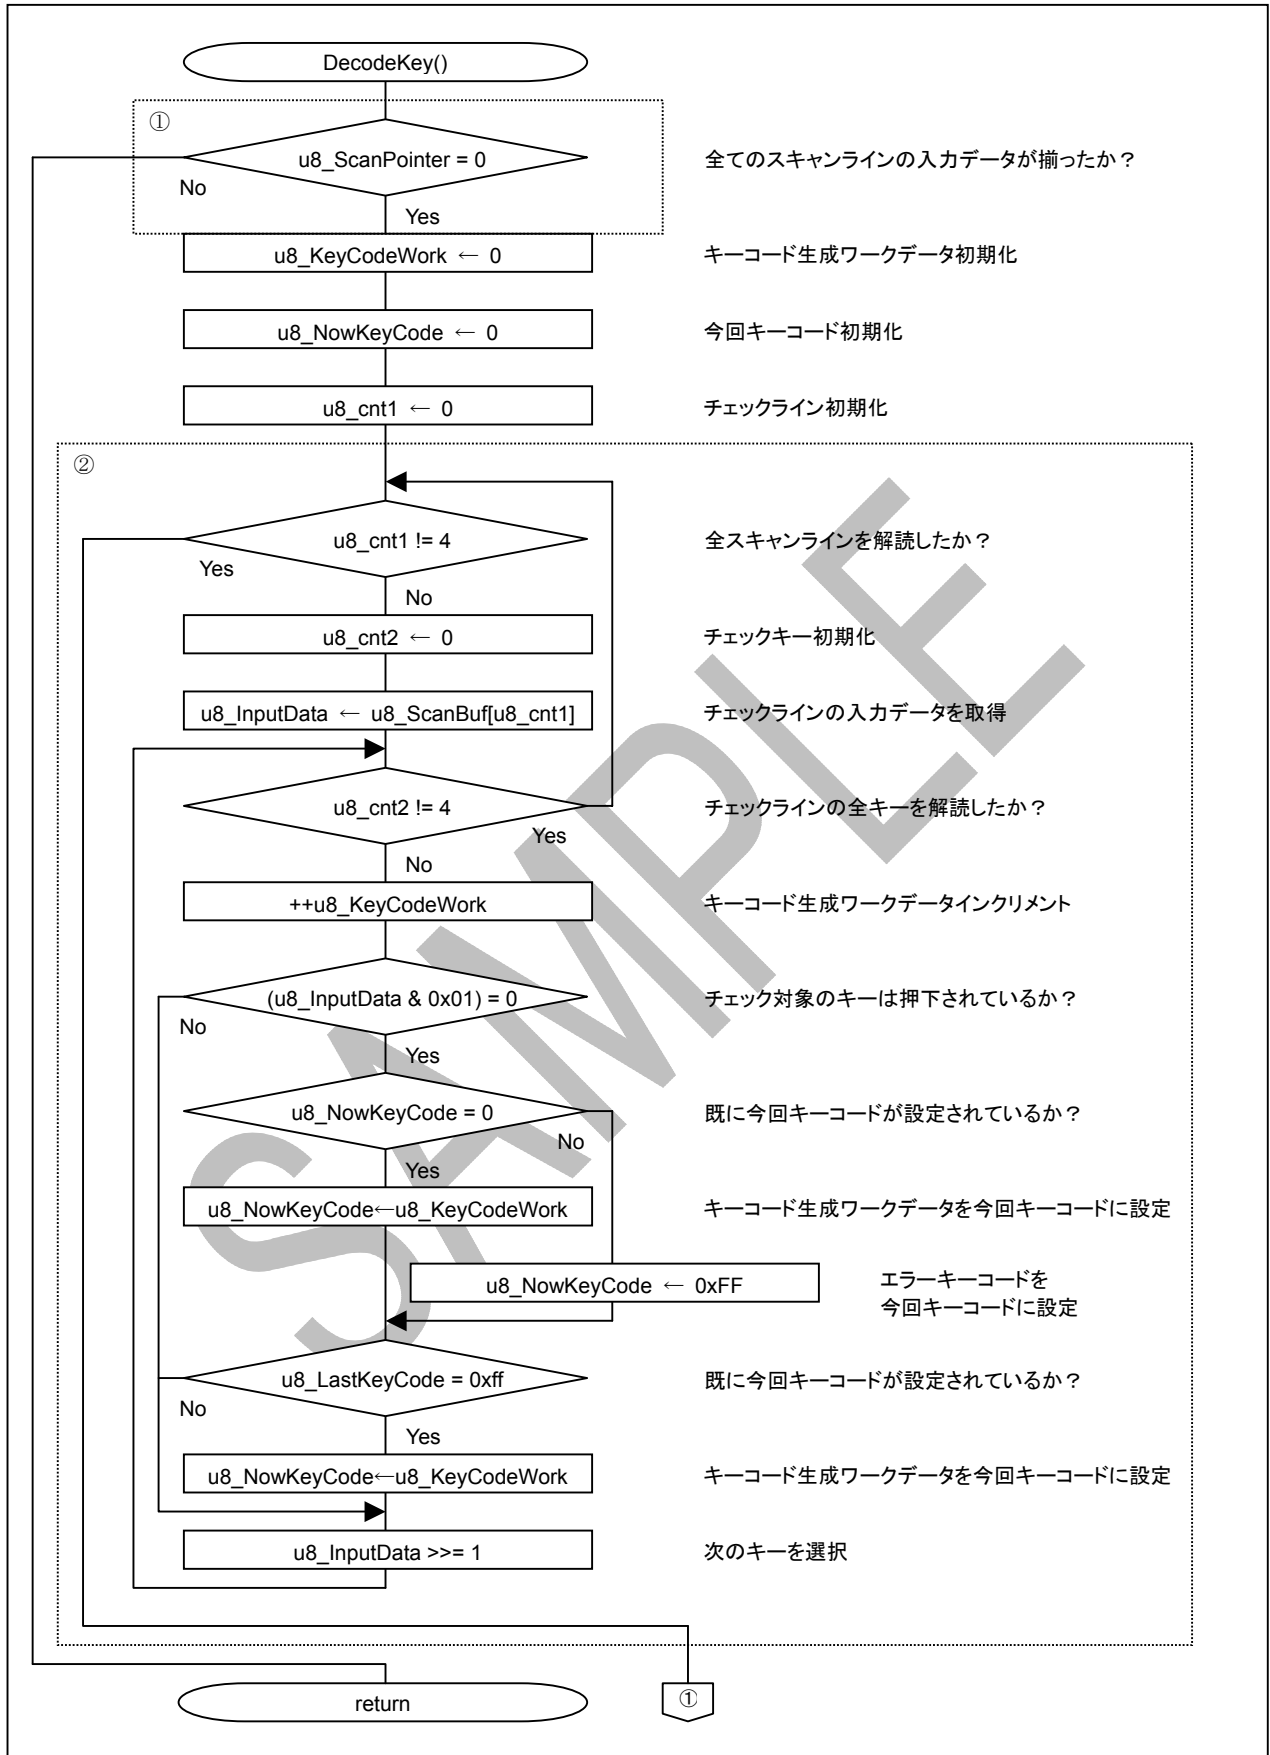 DecodeKey()
①
u8_ScanPointer = 0 全てのスキャンラインの入力データが揃ったか？
No
Yes
u8_KeyCodeWork ← 0 キーコード生成ワークデータ初期化
u8_NowKeyCode ← 0 今回キーコード初期化
u8_cnt1 ← 0 チェックライン初期化
②
u8_cnt1 != 4 全スキャンラインを解読したか？
Yes
No
u8_cnt2 ← 0 チェックキー初期化
u8_InputData ← u8_ScanBuf[u8_cnt1] チェックラインの入力データを取得
u8_cnt2 != 4 チェックラインの全キーを解読したか？
Yes
No
++u8_KeyCodeWork キーコード生成ワークデータインクリメント
(u8_InputData & 0x01) = 0 チェック対象のキーは押下されているか？
No
Yes
u8_NowKeyCode = 0 既に今回キーコードが設定されているか？
No
Yes
u8_NowKeyCode←u8_KeyCodeWork キーコード生成ワークデータを今回キーコードに設定
u8_NowKeyCode ← 0xFF エラーキーコードを
今回キーコードに設定
u8_LastKeyCode = 0xff 既に今回キーコードが設定されているか？
No
Yes
u8_NowKeyCode←u8_KeyCodeWork キーコード生成ワークデータを今回キーコードに設定
u8_InputData >>= 1 次のキーを選択
return ①
SAMPLE